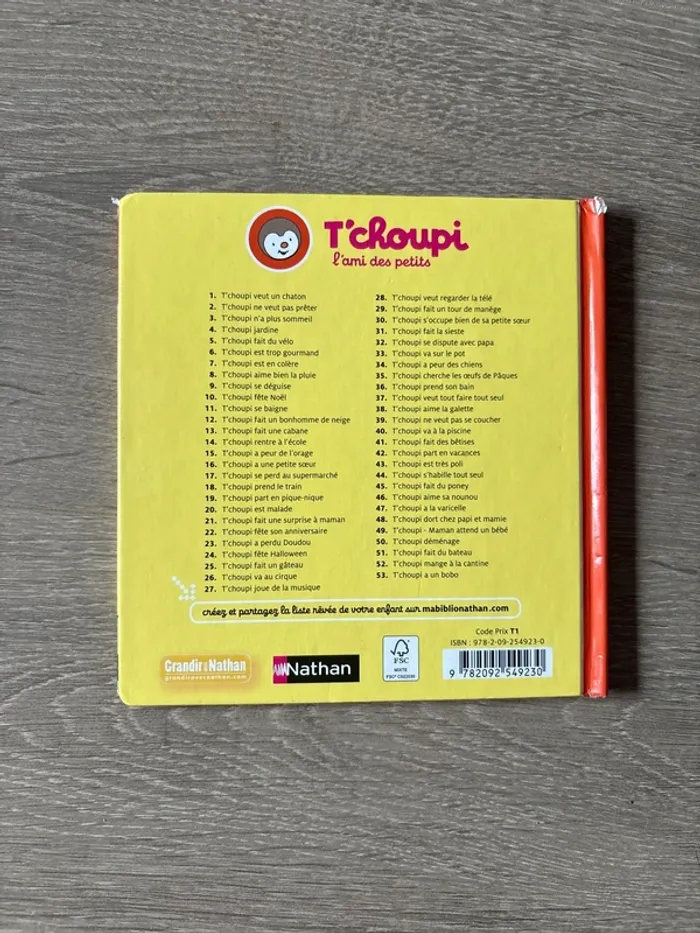 T'choupi
l'ami des petits
1. T'choupi veut un chaton
2. T'choupi ne veut pas prêter
3. T'choupi n'a plus sommeil
4. T'choupi jardine
5. T'choupi fait du vélo
6. T'choupi est trop gourmand
7. T'choupi est en colère
8. T'choupi aime bien la pluie
9. T'choupi se déguise
10. T'choupi fête Noël
11. T'choupi se baigne
12. T'choupi fait un bonhomme de neige
13. T'choupi fait une cabane
14. T'choupi rentre à l'école
15. T'choupi a peur de l'orage
16. T'choupi a une petite sœur
17. T'choupi se perd au supermarché
18. T'choupi prend le train
19. T'choupi part en pique-nique
20. T'choupi est malade
21. T'choupi fait une surprise à maman
22. T'choupi fête son anniversaire
23. T'choupi a perdu Doudou
24. T'choupi fête Halloween
25. T'choupi fait un gâteau
26. T'choupi va au cirque
27. T'choupi joue de la musique
28. T'choupi veut regarder la télé
29. T'choupi fait un tour de manège
30. T'choupi s'occupe bien de sa petite sœur
31. T'choupi fait la sieste
32. T'choupi se dispute avec papa
33. T'choupi va sur le pot
34. T'choupi a peur des chiens
35. T'choupi cherche les œufs de Pâques
36. T'choupi prend son bain
37. T'choupi veut tout faire tout seul
38. T'choupi aime la galette
39. T'choupi ne veut pas se coucher
40. T'choupi va à la piscine
41. T'choupi fait des bêtises
42. T'choupi part en vacances
43. T'choupi est très poli
44. T'choupi s'habille tout seul
45. T'choupi fait du poney
46. T'choupi aime sa nounou
47. T'choupi a la varicelle
48. T'choupi dort chez papi et mamie
49. T'choupi - Maman attend un bébé
50. T'choupi déménage
51. T'choupi fait du bateau
52. T'choupi mange à la cantine
53. T'choupi a un bobo
créez et partagez la liste rêvée de votre enfant sur mabiblionathan.com
Grandir avec Nathan
grandiravecnathan.com
Nathan
FSC
MIXTE
Code Prix T1
ISBN : 978-2-09-254923-0
9 782092 549230